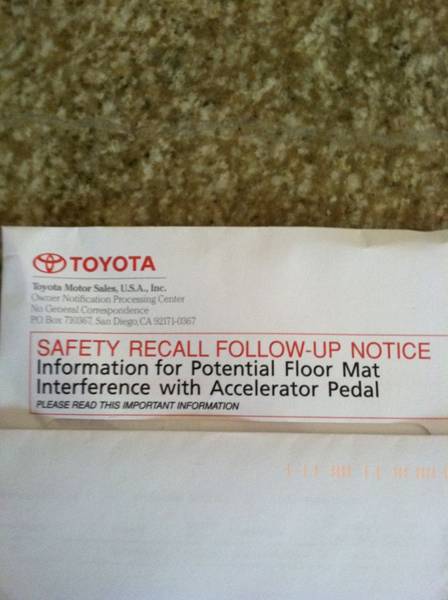 TOYOTA
Toyota Motor Sales, U.S.A., Inc.
Owner Notification Processing Center
No General Correspondence
PO Box 710367, San Diego, CA 92171-0367
SAFETY RECALL FOLLOW-UP NOTICE
Information for Potential Floor Mat
Interference with Accelerator Pedal
PLEASE READ THIS IMPORTANT INFORMATION